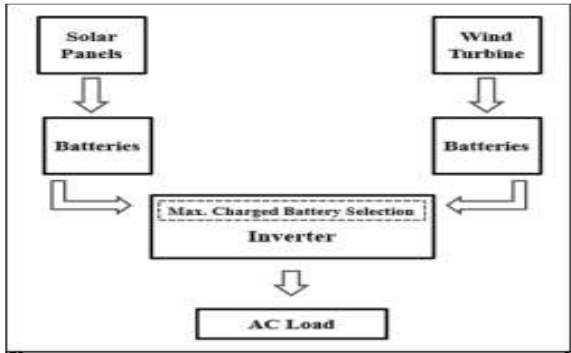 Solar
Panels
Wind
Turbine
Batteries
Batteries
Max. Charged Battery Selection
Inverter
AC Load